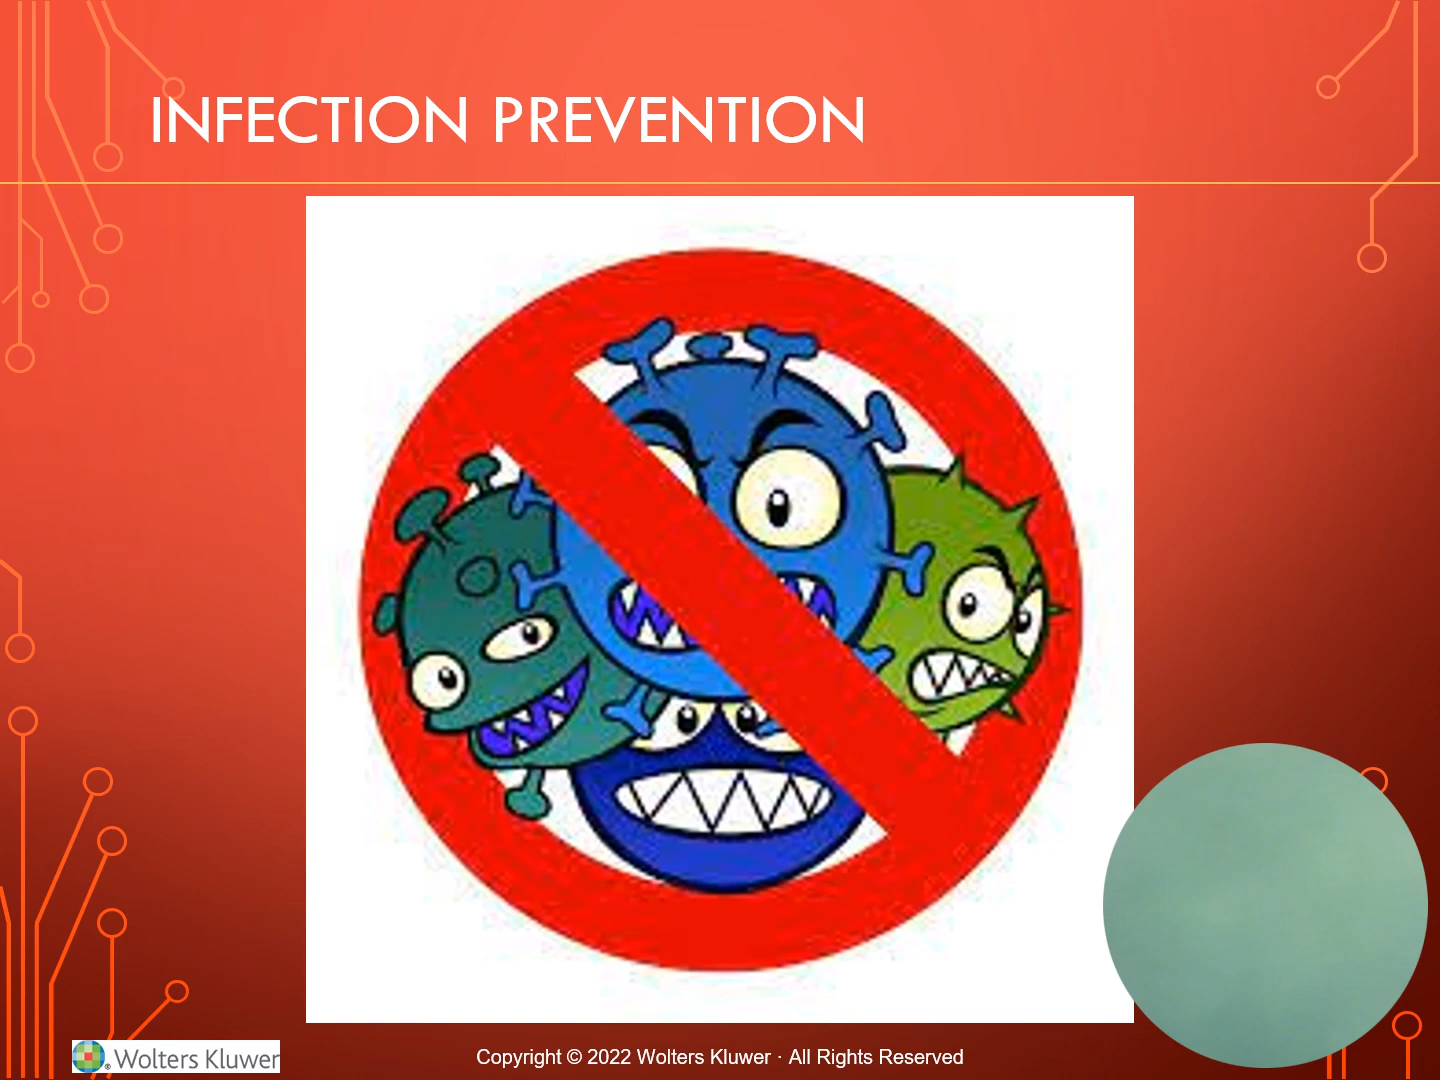 INFECTION PREVENTION
® Wolters Kluwer
Copyright © 2022 Wolters Kluwer · All Rights Reserved